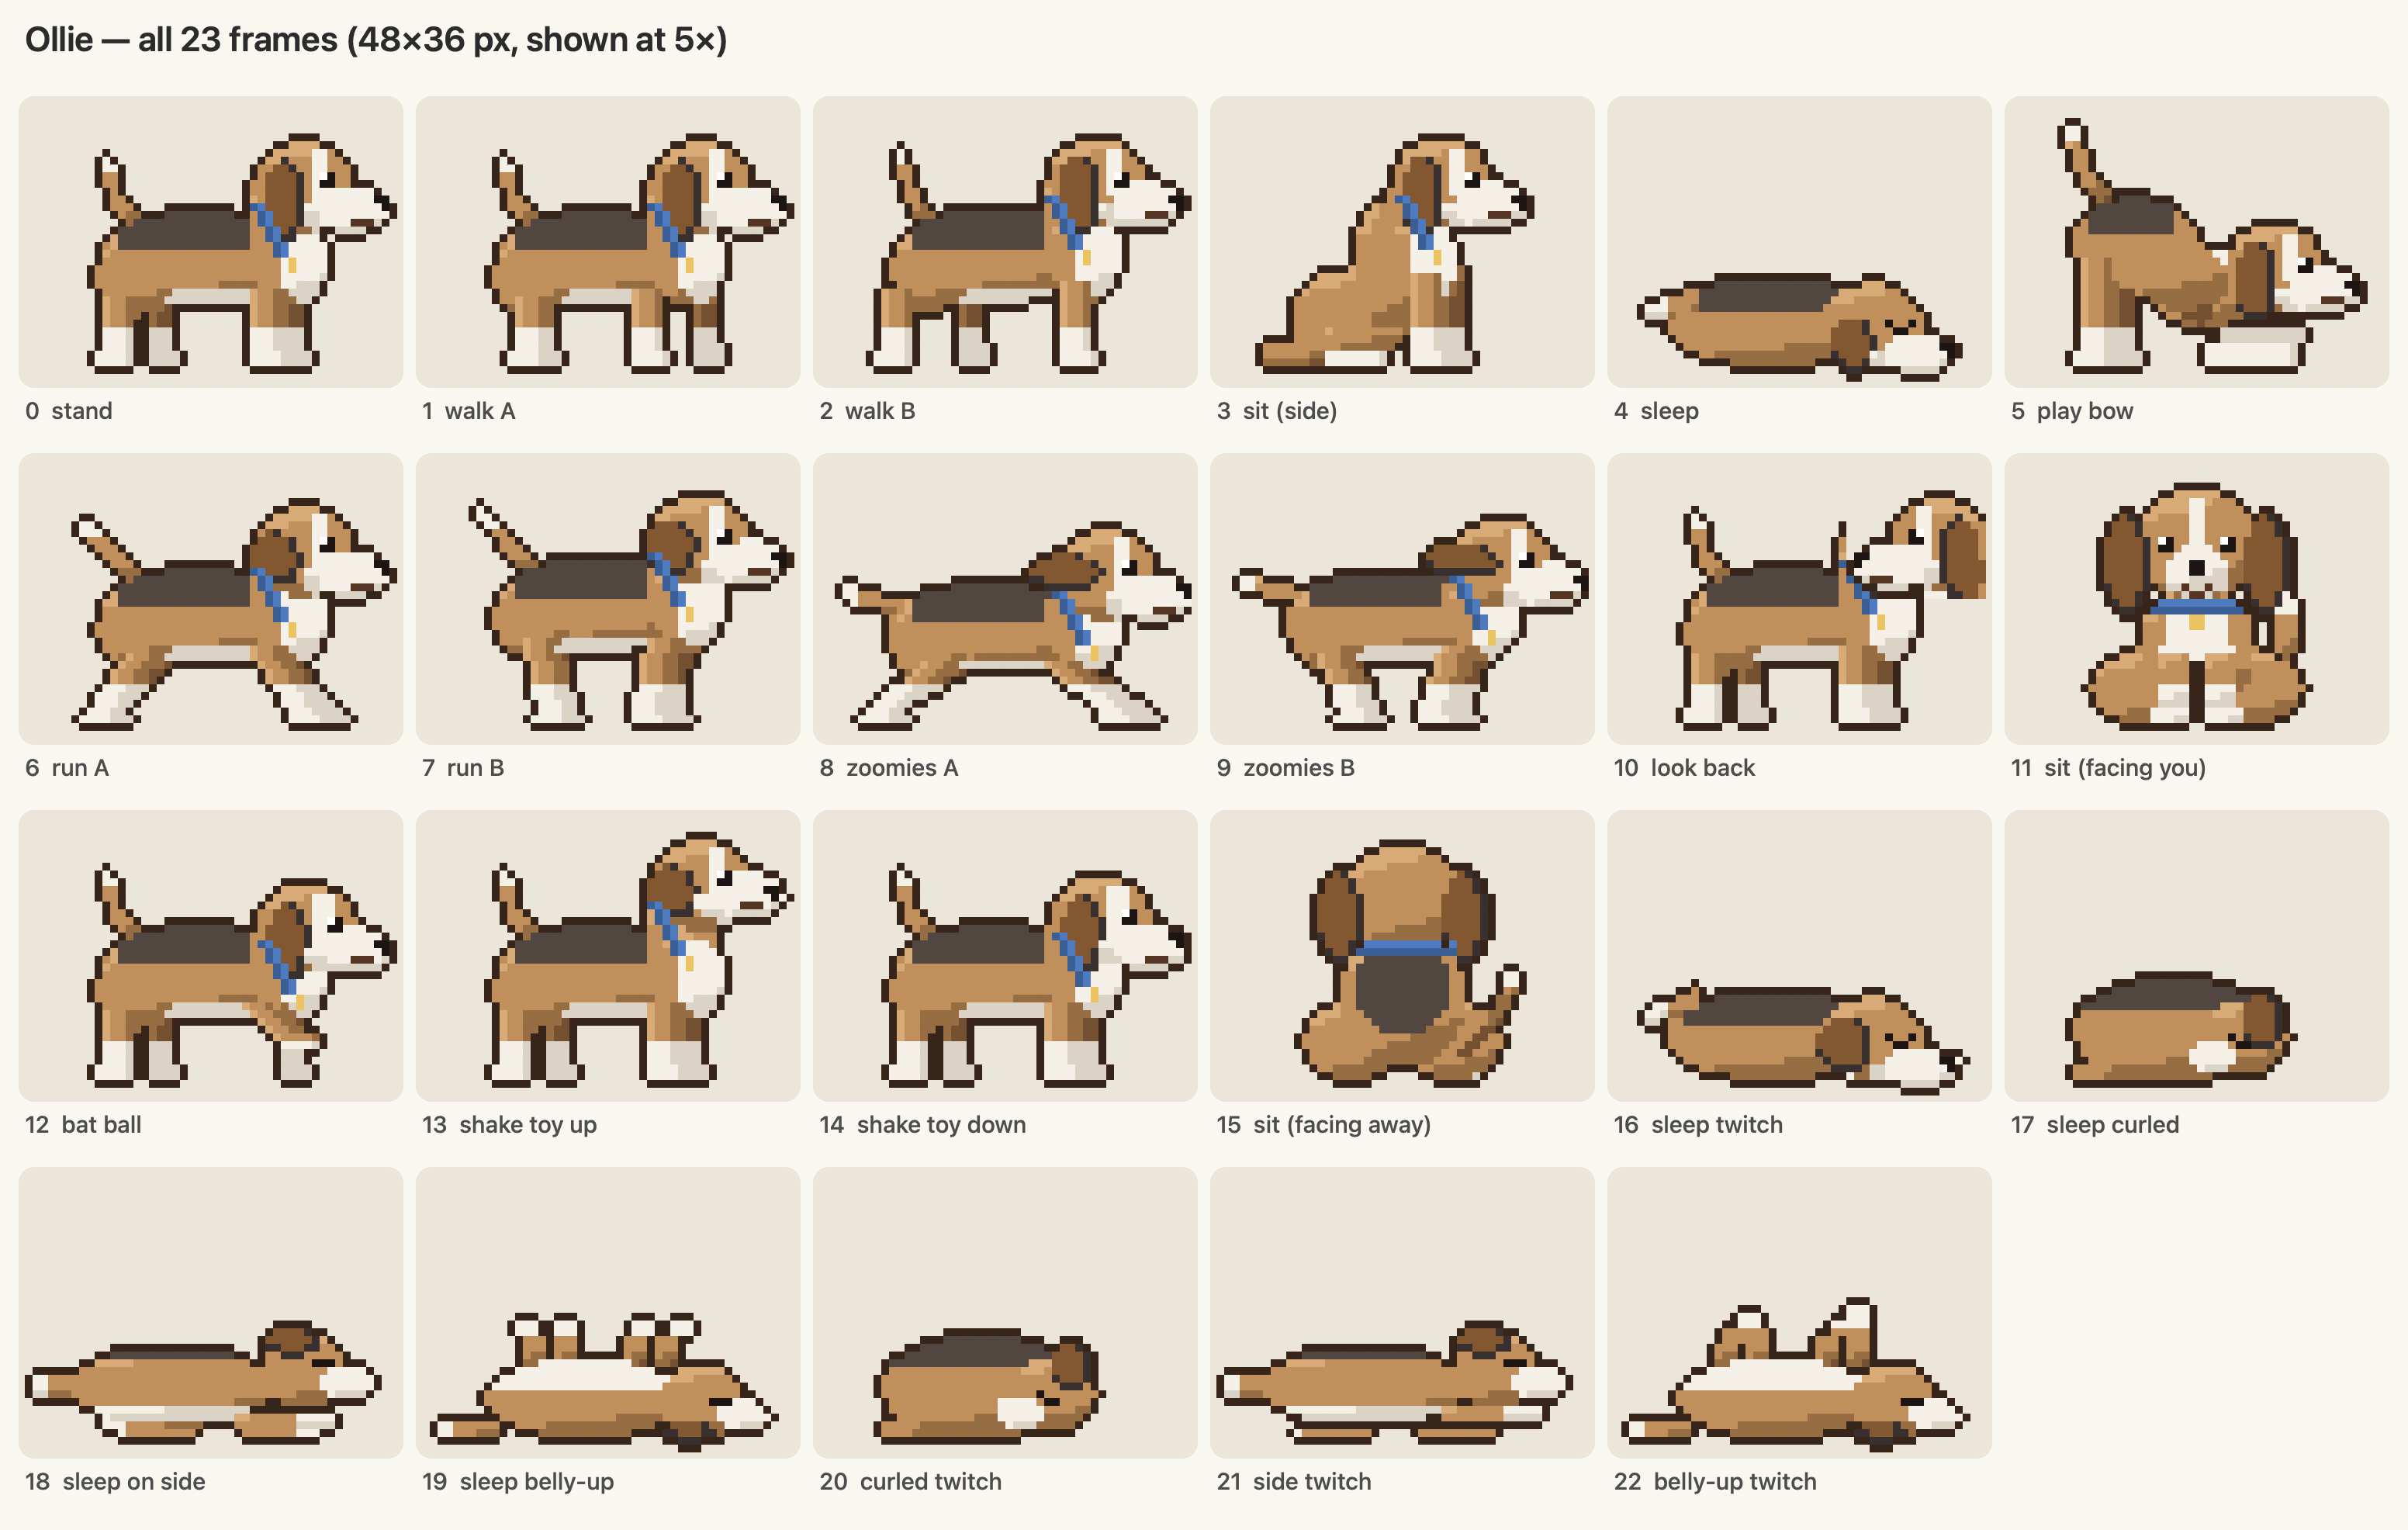 Ollie — all 23 frames (48×36 px, shown at 5×)
0 stand
1 walk A
2 walk B
3 sit (side)
4 sleep
5 play bow
6 run A
7 run B
8 zoomies A
9 zoomies B
10 look back
11 sit (facing you)
12 bat ball
13 shake toy up
14 shake toy down
15 sit (facing away)
16 sleep twitch
17 sleep curled
18 sleep on side
19 sleep belly-up
20 curled twitch
21 side twitch
22 belly-up twitch